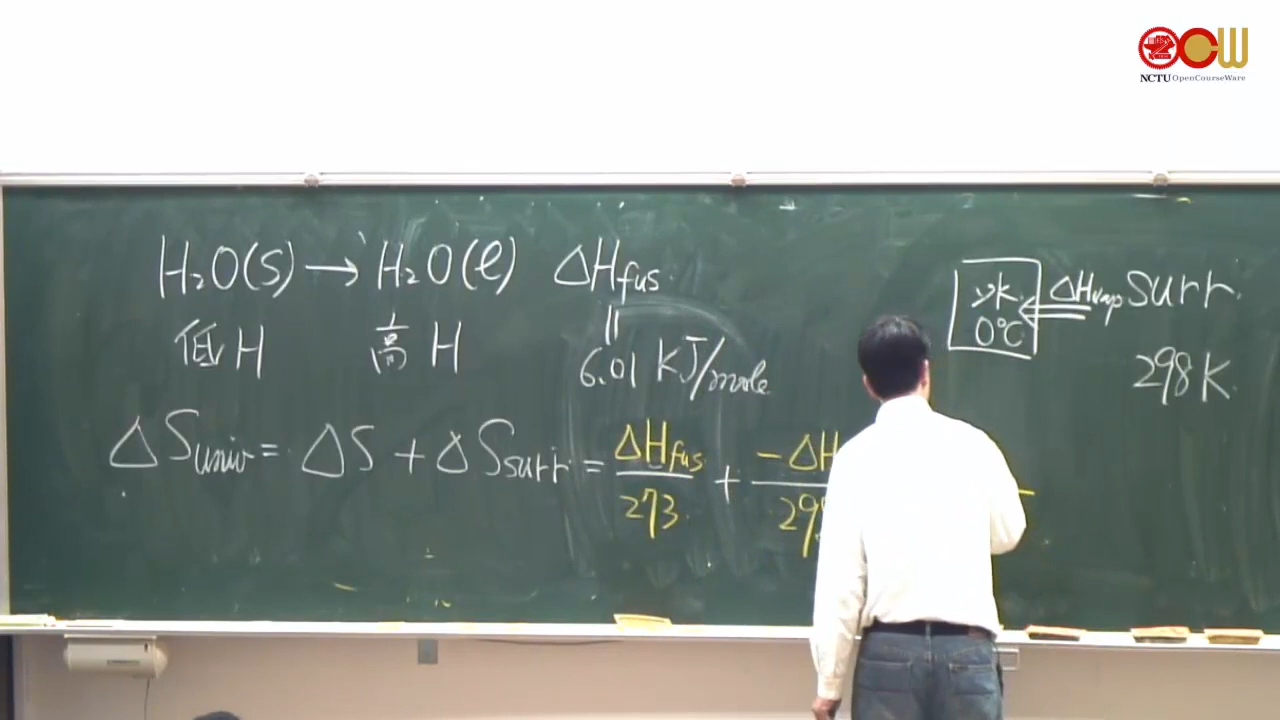 OCW
NCTU OpenCourseWare
H₂O(s) → H₂O(l) ΔHfus.
低 H 高 H
6.01 KJ/mole
ΔSuniv = ΔS + ΔSsurr = ΔHfus/273 + -ΔH
0°C
ΔHvap surr.
298 K.